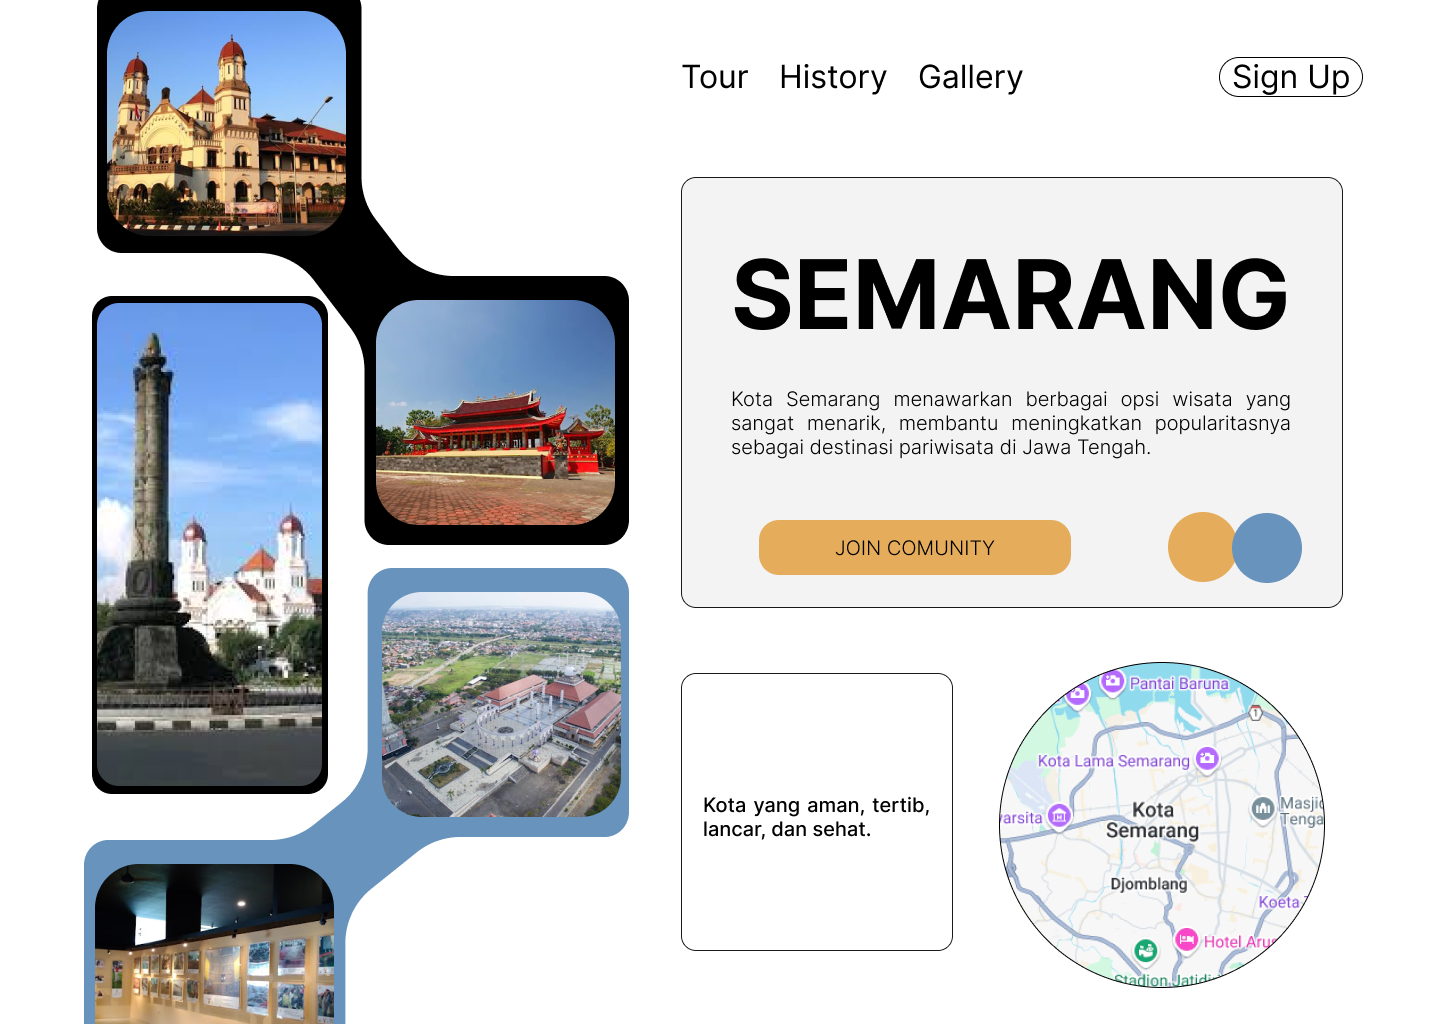 Tour History Gallery Sign Up
SEMARANG
Kota Semarang menawarkan berbagai opsi wisata yang
sangat menarik, membantu meningkatkan popularitasnya
sebagai destinasi pariwisata di Jawa Tengah.
JOIN COMUNITY
Kota yang aman, tertib,
lancar, dan sehat.
Pantai Baruna
1
Kota Lama Semarang
Kota
Semarang
Masjid
Tenga
arsita
Djomblang
Koeta
Hotel Arus
Stadion Jatidi